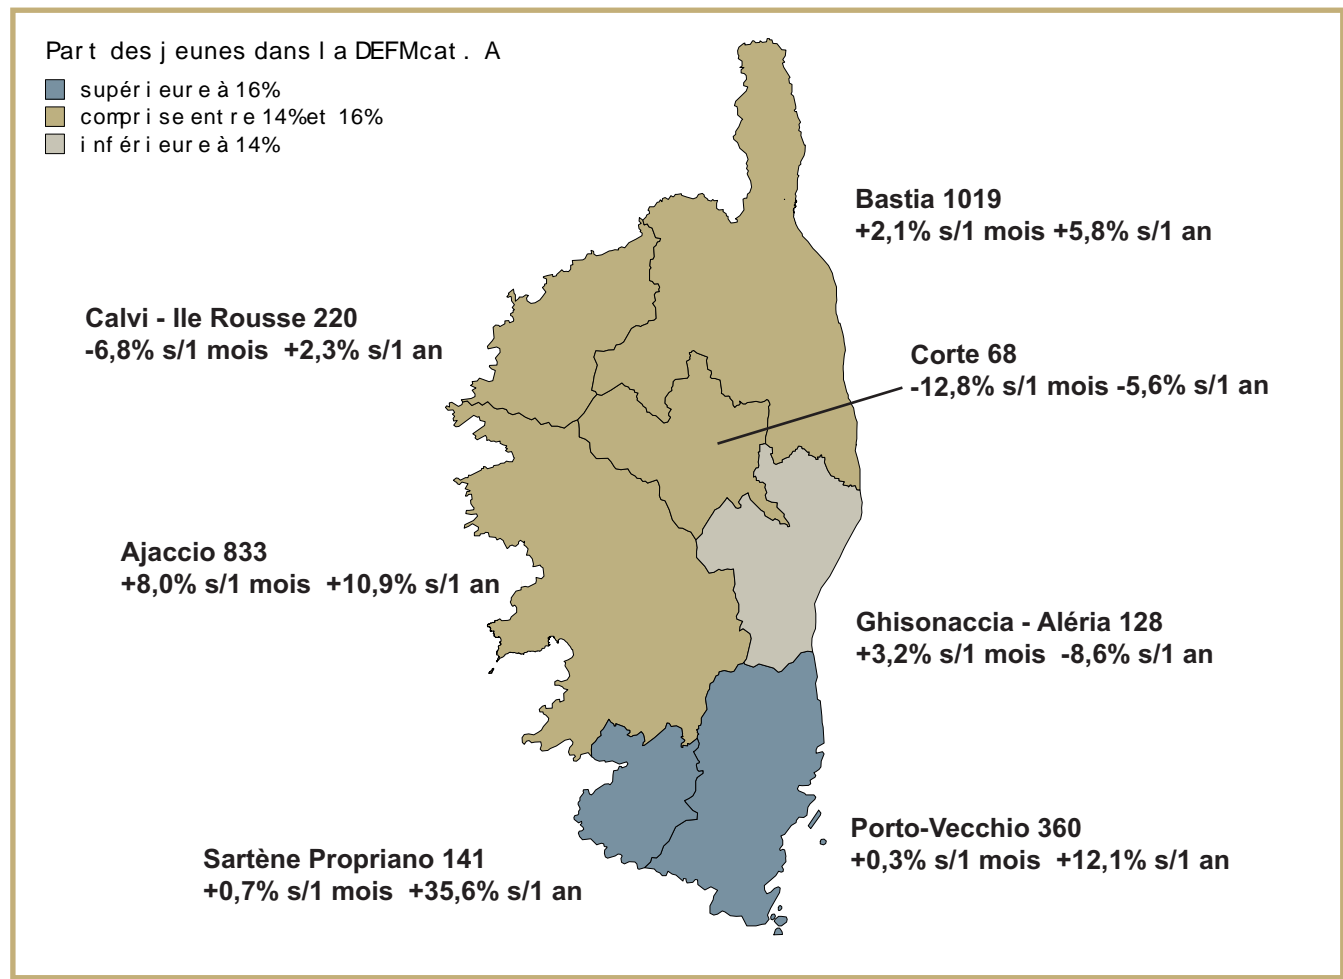 Part des jeunes dans la DEFM cat. A
supérieure à 16%
comprise entre 14% et 16%
inférieure à 14%
Bastia 1019
+2,1% s/1 mois +5,8% s/1 an
Calvi - Ile Rousse 220
-6,8% s/1 mois +2,3% s/1 an
Corte 68
-12,8% s/1 mois -5,6% s/1 an
Ajaccio 833
+8,0% s/1 mois +10,9% s/1 an
Ghisonaccia - Aléria 128
+3,2% s/1 mois -8,6% s/1 an
Porto-Vecchio 360
+0,3% s/1 mois +12,1% s/1 an
Sartène Propriano 141
+0,7% s/1 mois +35,6% s/1 an